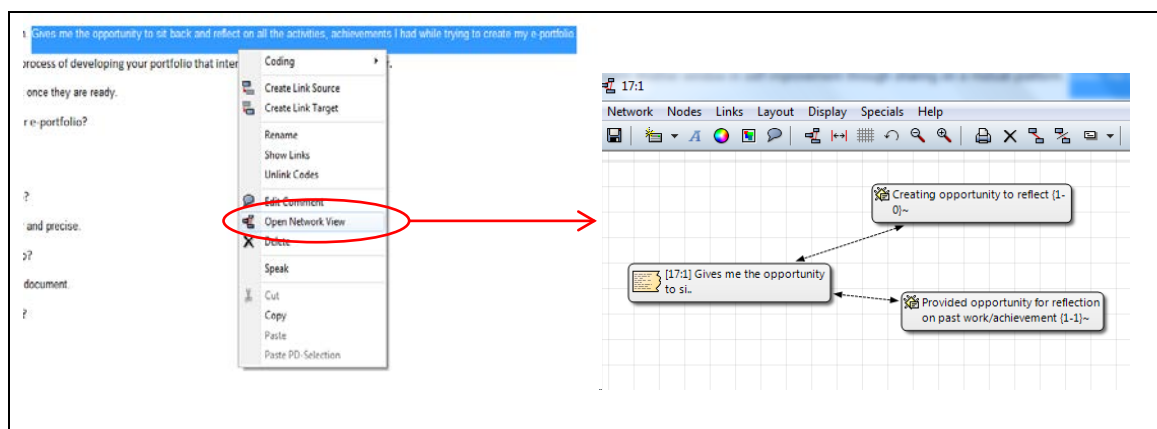 Gives me the opportunity to sit back and reflect on all the activities, achievements I had while trying to create my e-portfolio.
process of developing your portfolio that inter
once they are ready.
r e-portfolio?
?
and precise.
o?
document.
?
Coding
Create Link Source
Create Link Target
Rename
Show Links
Unlink Codes
Edit Comment
Open Network View
Delete
Speak
Cut
Copy
Paste
Paste PD-Selection
17:1
Network Nodes Links Layout Display Specials Help
Creating opportunity to reflect {1-
0}~
[17:1] Gives me the opportunity
to si..
Provided opportunity for reflection
on past work/achievement {1-1}~